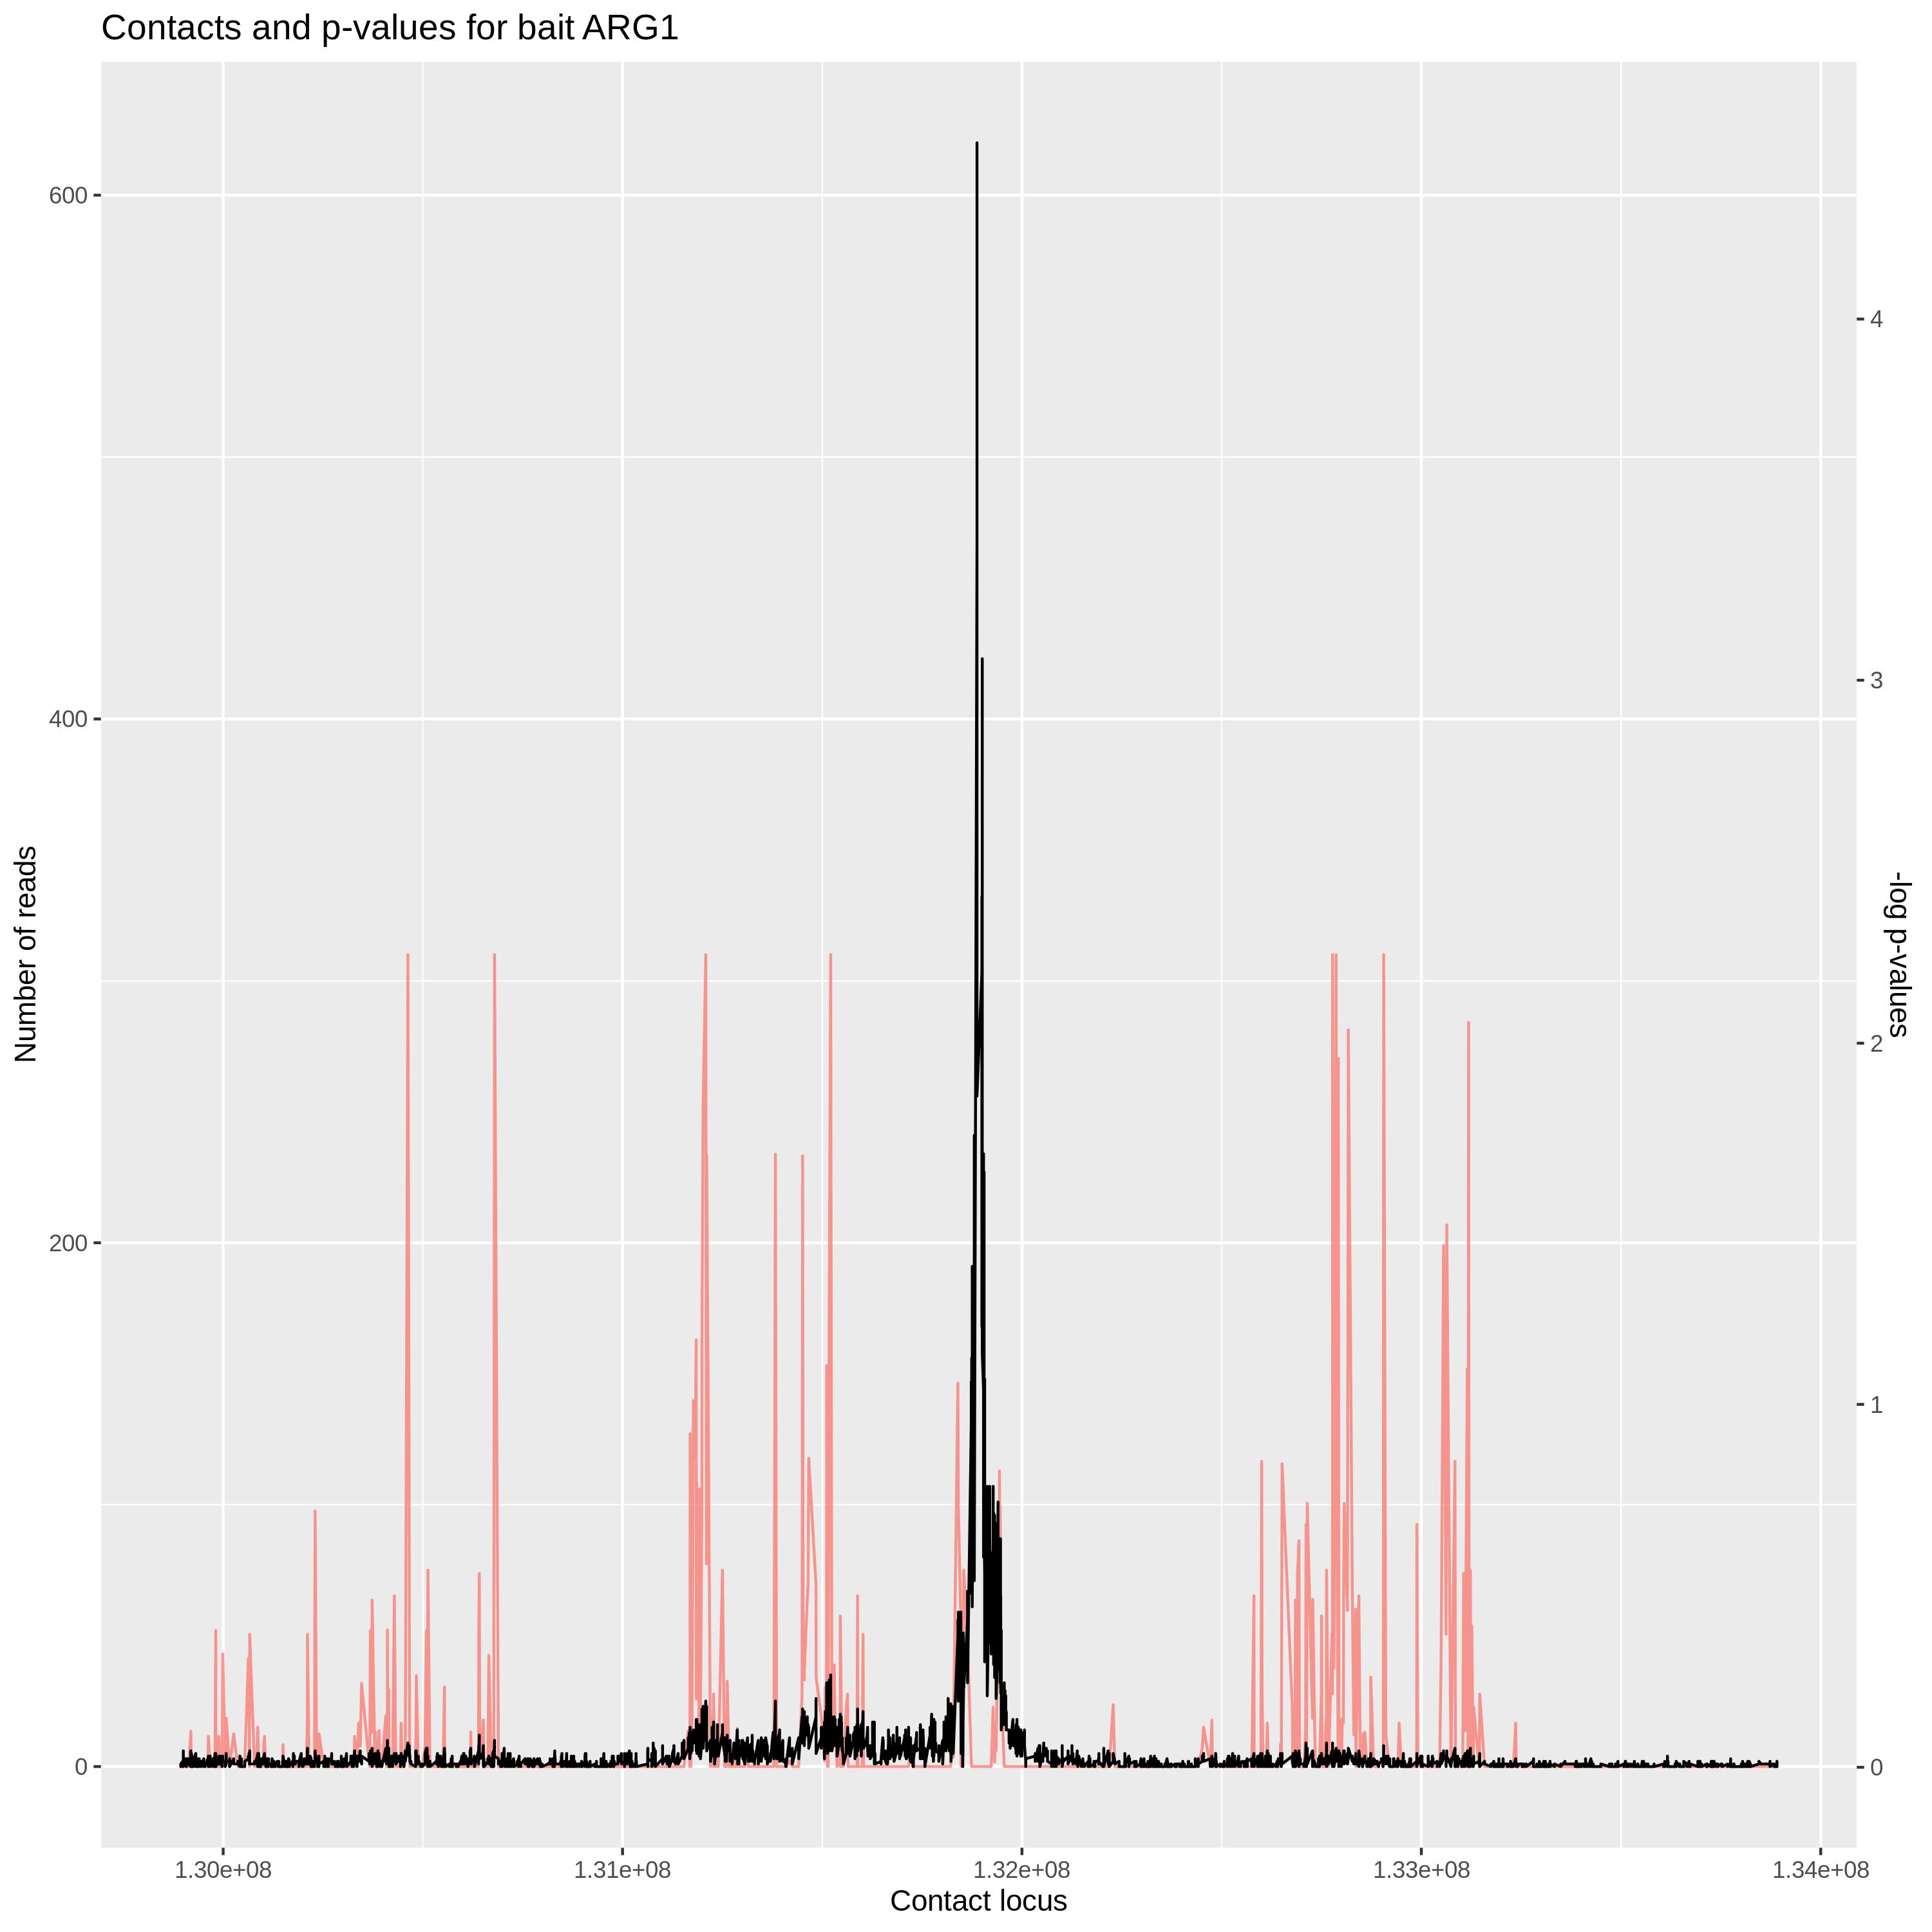 Contacts and p-values for bait ARG1
600
400
200
0
Number of reads
4
3
2
1
0
-log p-values
1.30e+08
1.31e+08
1.32e+08
1.33e+08
1.34e+08
Contact locus